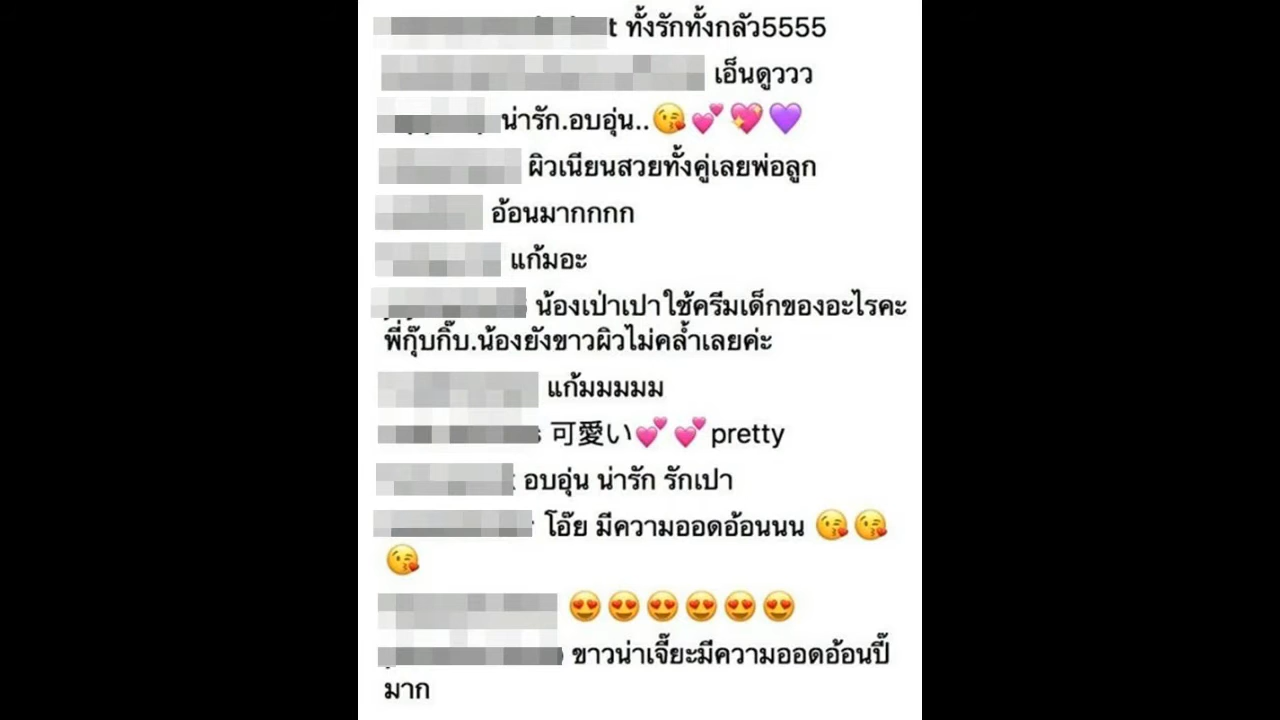 t ทั้งรักทั้งกลัว5555
เอ็นดูววว
น่ารัก.อบอุ่น..😘💕💖💜
ผิวเนียนสวยทั้งคู่เลยพ่อลูก
อ้อนมากกกก
แก้มอะ
น้องเป่าเปาใช้ครีมเด็กของอะไรคะ
พี่กุ๊บกิ๊บ.น้องยังขาวผิวไม่คล้ำเลยค่ะ
แก้มมมมม
可愛い💕💕pretty
อบอุ่น น่ารัก รักเปา
โอ๊ย มีความออดอ้อนนน 😘😘
😘
😍😍😍😍😍😍
ขาวน่าเจี๊ยะมีความออดอ้อนปี๊
มาก